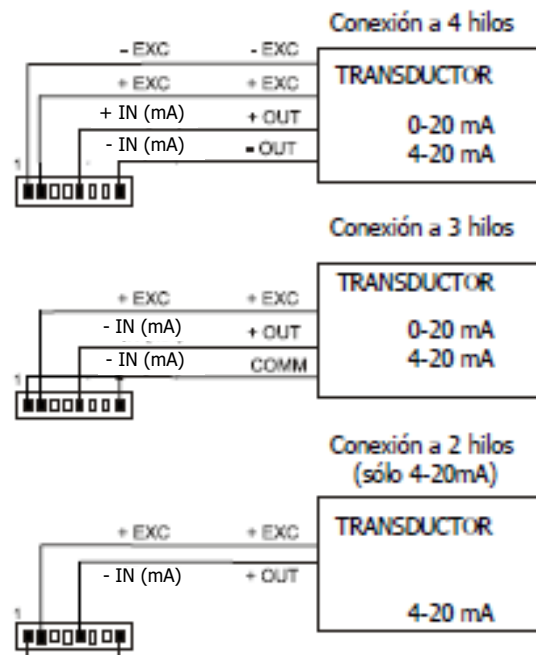 Conexión a 4 hilos
- EXC - EXC
TRANSDUCTOR
+ EXC + EXC
+ IN (mA) + OUT
0-20 mA
- IN (mA) - OUT
4-20 mA
1
Conexión a 3 hilos
TRANSDUCTOR
+ EXC + EXC
- IN (mA) + OUT
0-20 mA
- IN (mA) COMM
4-20 mA
1
Conexión a 2 hilos
(sólo 4-20mA)
TRANSDUCTOR
+ EXC + EXC
- IN (mA) + OUT
4-20 mA
1